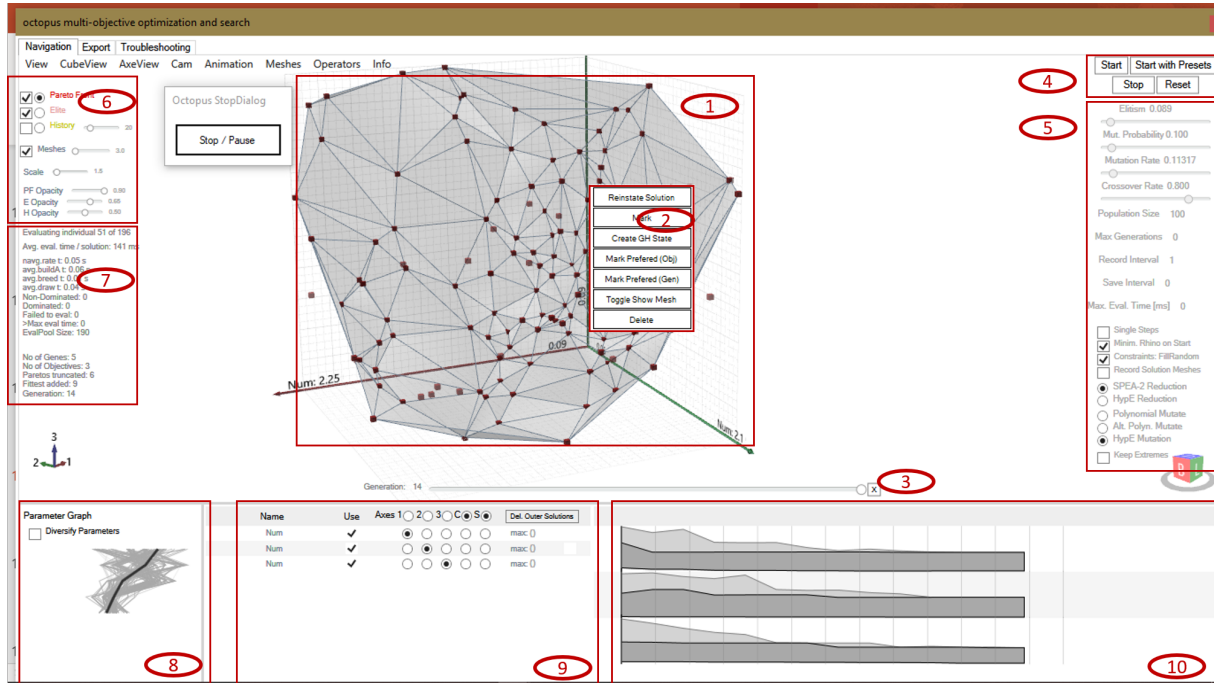 octopus multi-objective optimization and search
Navigation Export Troubleshooting
View CubeView AxeView Cam Animation Meshes Operators Info
Pareto Front
6
Elite
History 20
Meshes 3.0
Scale 1.5
PF Opacity 0.90
E Opacity 0.65
H Opacity 0.50
Octopus StopDialog
Stop / Pause
1
Reinstate Solution
Mark
2
Create GH State
Mark Prefered (Obj)
Mark Prefered (Gen)
Toggle Show Mesh
Delete
0.09
Num: 2.25
Num: 2.1
4
Start Start with Presets
Stop Reset
5
Elitism 0.089
Mut. Probability 0.100
Mutation Rate 0.11317
Crossover Rate 0.800
Population Size 100
Max Generations 0
Record Interval 1
Save Interval 0
Max. Eval. Time [ms] 0
Single Steps
Minim. Rhino on Start
Constraints: FillRandom
Record Solution Meshes
SPEA-2 Reduction
HypE Reduction
Polynomial Mutate
Alt. Polyn. Mutate
HypE Mutation
Keep Extremes
Evaluating individual 51 of 196
Avg. eval. time / solution: 141 ms
navg.rate t: 0.05 s
avg.buildA t: 0.06 s
avg.breed t: s
avg.draw t: 0.04 s
7
Non-Dominated: 0
Dominated: 0
Failed to eval: 0
>Max eval time: 0
EvalPool Size: 190
No of Genes: 5
No of Objectives: 3
Paretos truncated: 6
Fittest added: 9
Generation: 14
3
2 1
Generation: 14 X
3
Parameter Graph
Diversify Parameters
8
Name Use Axes 1 2 3 C S Del. Outer Solutions
Num max: ()
Num max: ()
Num max: ()
9
10